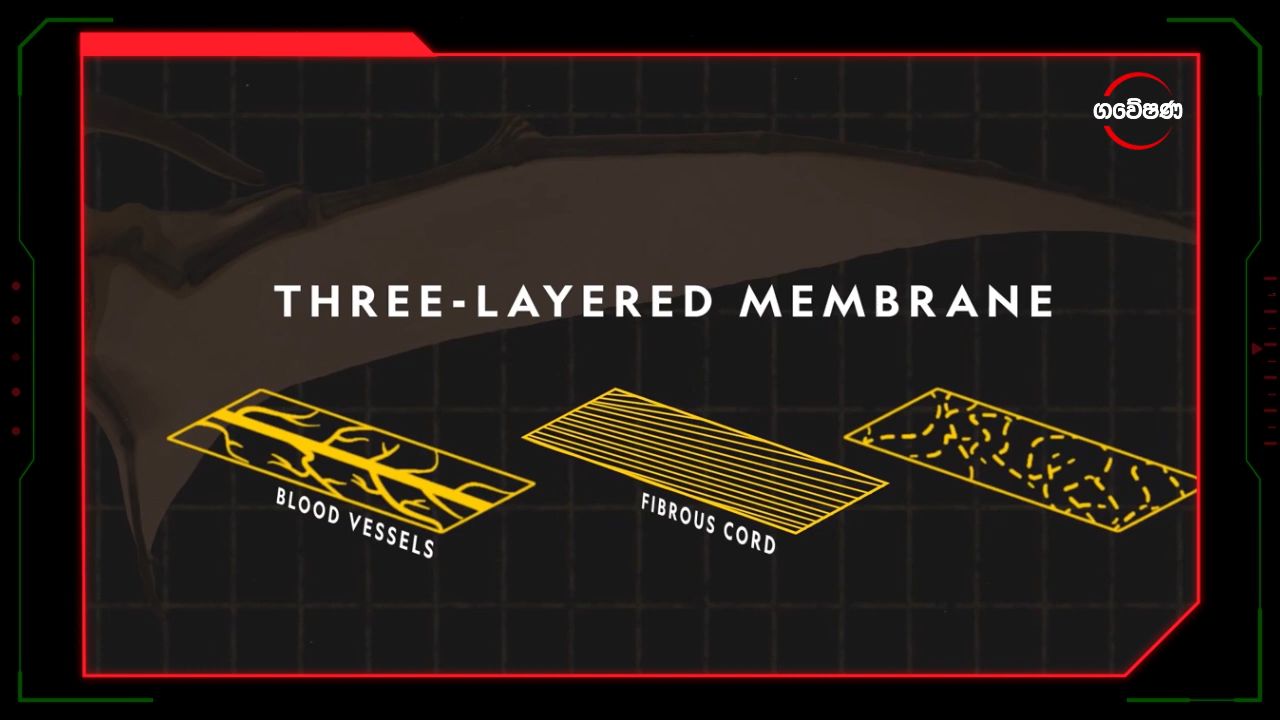 ගවේෂණ
THREE-LAYERED MEMBRANE
BLOOD VESSELS
FIBROUS CORD